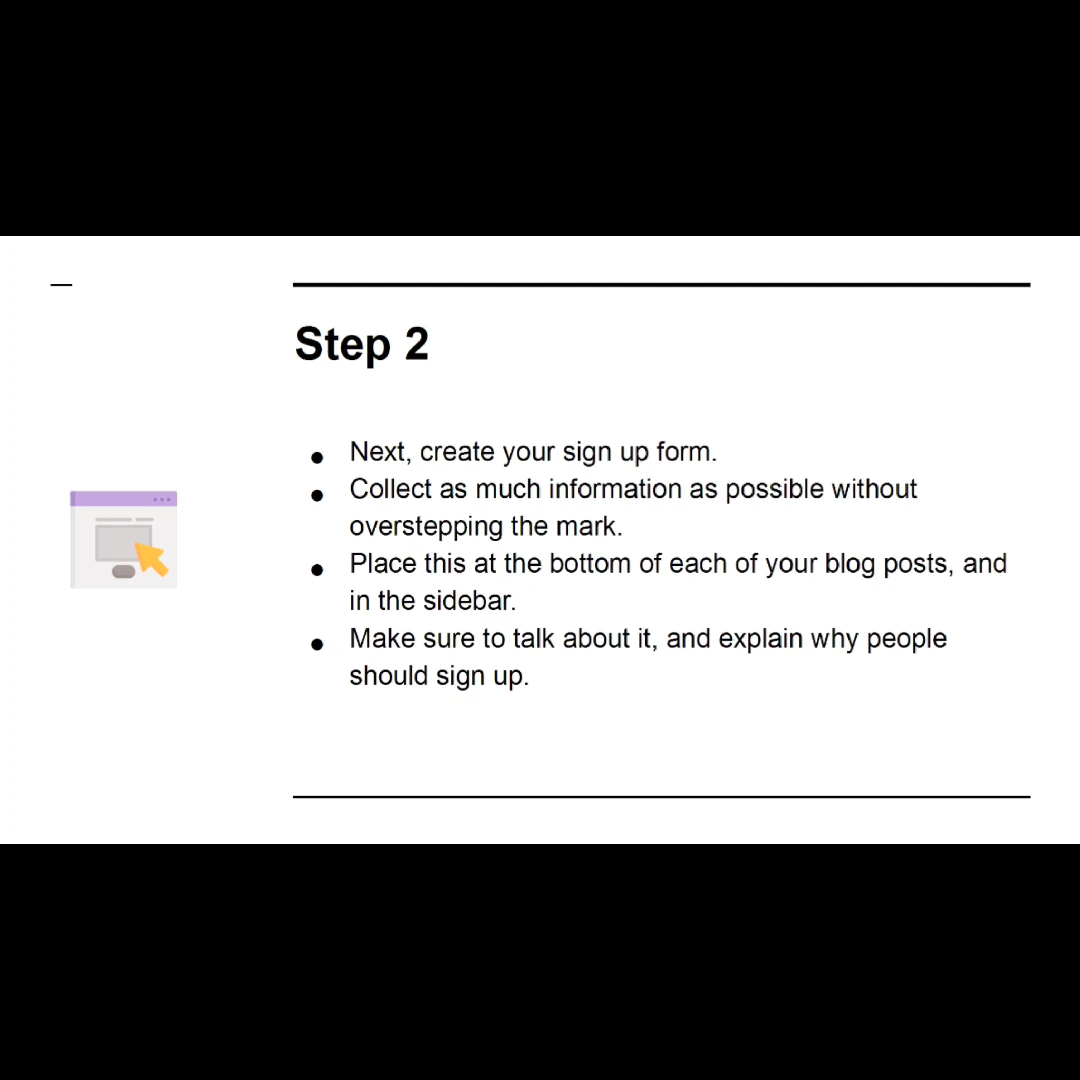 Step 2
● Next, create your sign up form.
● Collect as much information as possible without
overstepping the mark.
● Place this at the bottom of each of your blog posts, and
in the sidebar.
● Make sure to talk about it, and explain why people
should sign up.